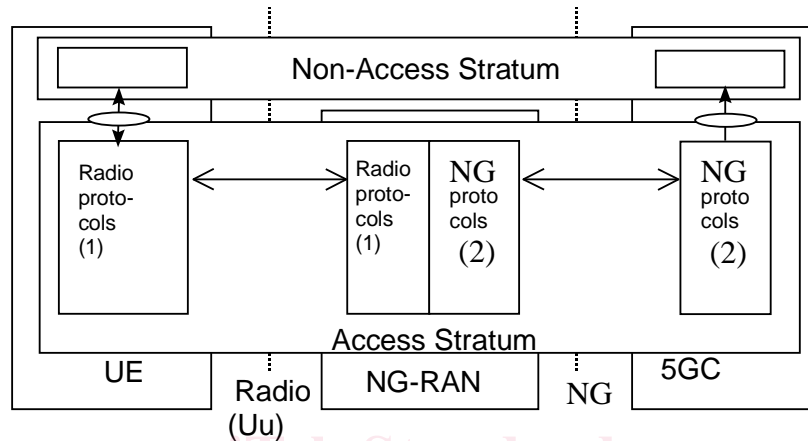 Non-Access Stratum
Radio
proto-
cols
(1)
Radio
proto-
cols
(1)
NG
proto
cols
(2)
NG
proto
cols
(2)
Access Stratum
UE
Radio
(Uu)
NG-RAN
NG
5GC